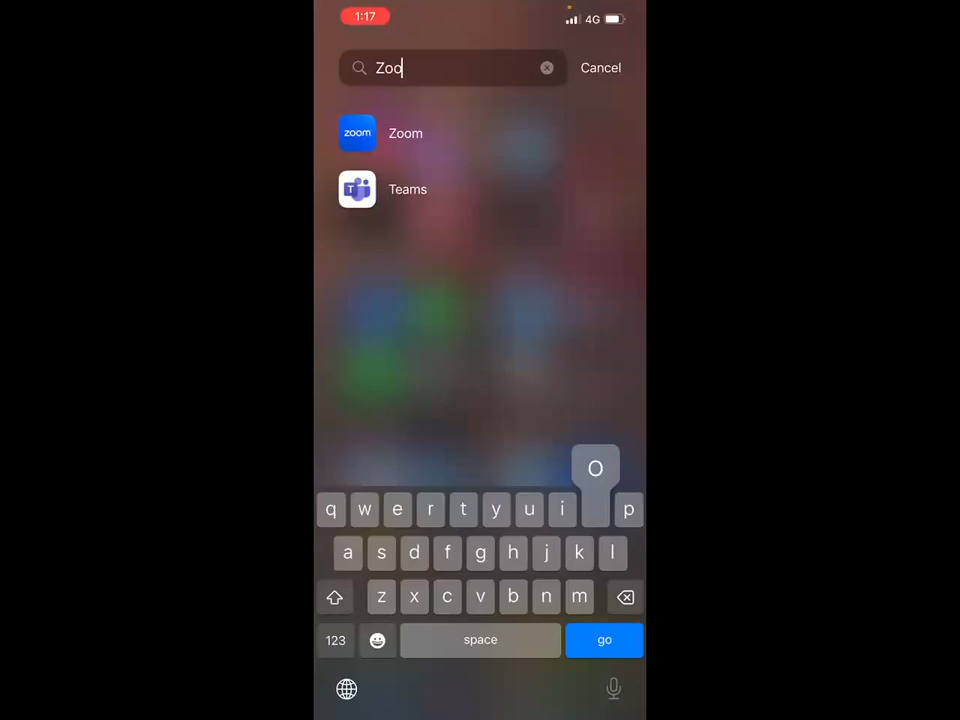 1:17
4G
Zoo
Cancel
zoom
Zoom
T
Teams
O
q w e r t y u i p
a s d f g h j k l
z x c v b n m
123
space
go